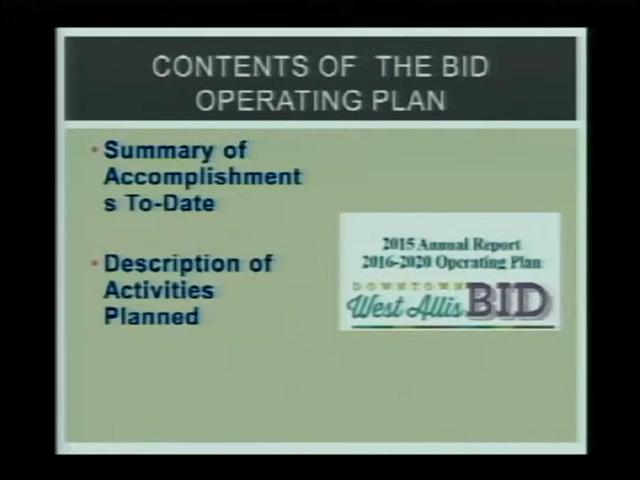 CONTENTS OF THE BID
OPERATING PLAN
• Summary of
Accomplishment
s To-Date
• Description of
Activities
Planned
2015 Annual Report
2016-2020 Operating Plan
DOWNTOWN
West Allis BID